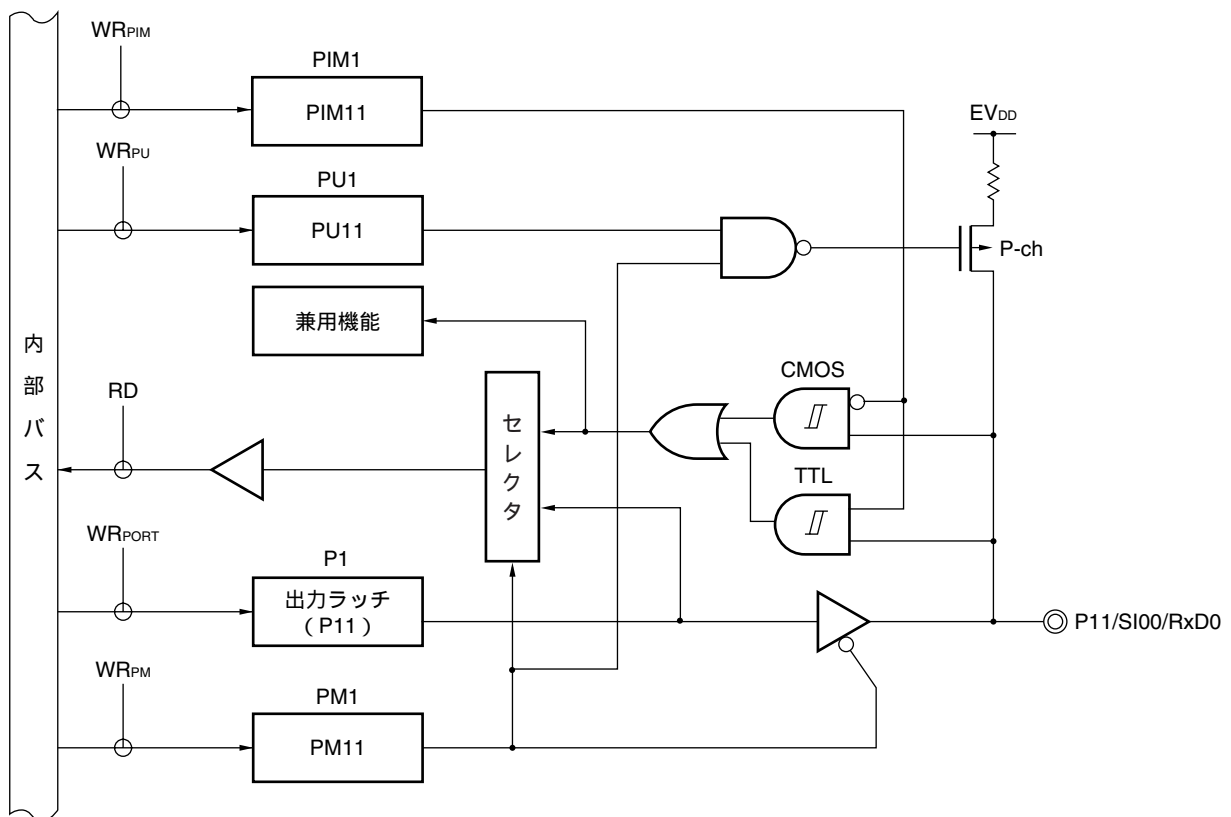 WRPIM
PIM1
PIM11
EVDD
WRPU
PU1
PU11
P-ch
兼用機能
内部バス
CMOS
RD
セレクタ
TTL
WRPORT
P1
出力ラッチ
(P11)
P11/SI00/RxD0
WRPM
PM1
PM11